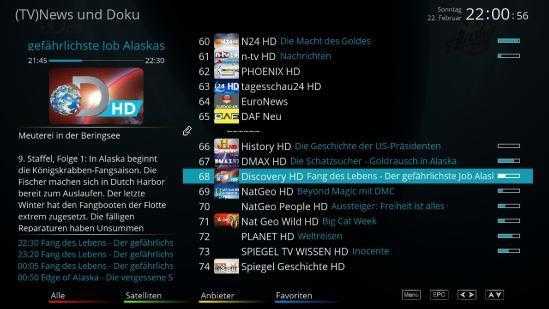 (TV)News und Doku
Sonntag
22. Februar
22:00:56
gefährlichste Job Alaskas
21:45 22:30
HD
Meuterei in der Beringsee
9. Staffel, Folge 1: In Alaska beginnt
die Königskrabben-Fangsaison. Die
Fischer machen sich in Dutch Harbor
bereit zum Auslaufen. Der letzte
Winter hat den Fangbooten der Flotte
extrem zugesetzt. Die fälligen
Reparaturen haben Unsummen
22:30 Fang des Lebens - Der gefährlichs
23:20 Fang des Lebens - Der gefährlichs
00:05 Fang des Lebens - Der gefährlichs
00:50 Edge of Alaska - Die vergessene S
60 N24 HD Die Macht des Goldes
61 n-tv HD Nachrichten
62 PHOENIX HD
63 tagesschau24 HD
64 EuroNews
65 DAF Neu
66 History HD Die Geschichte der US-Präsidenten
67 DMAX HD Die Schatzsucher - Goldrausch in Alaska
68 Discovery HD Fang des Lebens - Der gefährlichste Job Alasl
69 NatGeo HD Beyond Magic mit DMC
70 NatGeo People HD Aussteiger: Freiheit ist alles
71 Nat Geo Wild HD Big Cat Week
72 PLANET HD Weltreisen
73 SPIEGEL TV WISSEN HD Inocente
74 Spiegel Geschichte HD
Alle Satelliten Anbieter Favoriten
Menu EPG